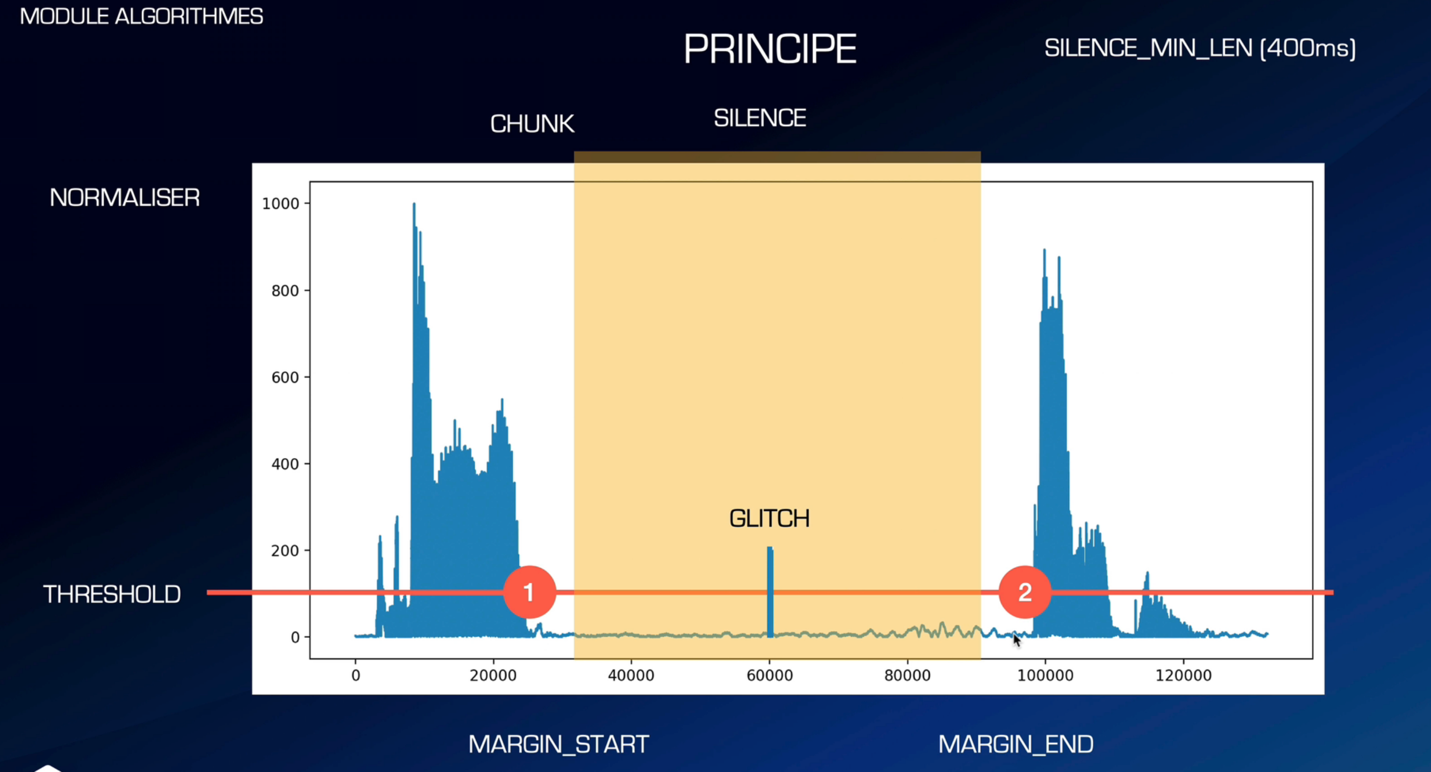 MODULE ALGORITHMES
PRINCIPE
SILENCE_MIN_LEN (400ms)
CHUNK
SILENCE
NORMALISER
1000
800
600
400
200
0
GLITCH
THRESHOLD
1
2
0 20000 40000 60000 80000 100000 120000
MARGIN_START
MARGIN_END